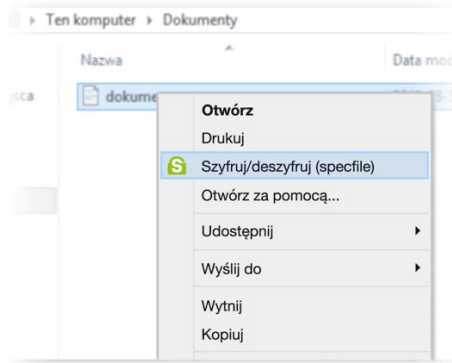 Ten komputer Dokumenty
Nazwa
Data
dokume
Otwórz
Drukuj
Szyfruj/deszyfruj (specfile)
Otwórz za pomocą...
Udostępnij
Wyślij do
Wytnij
Kopiuj